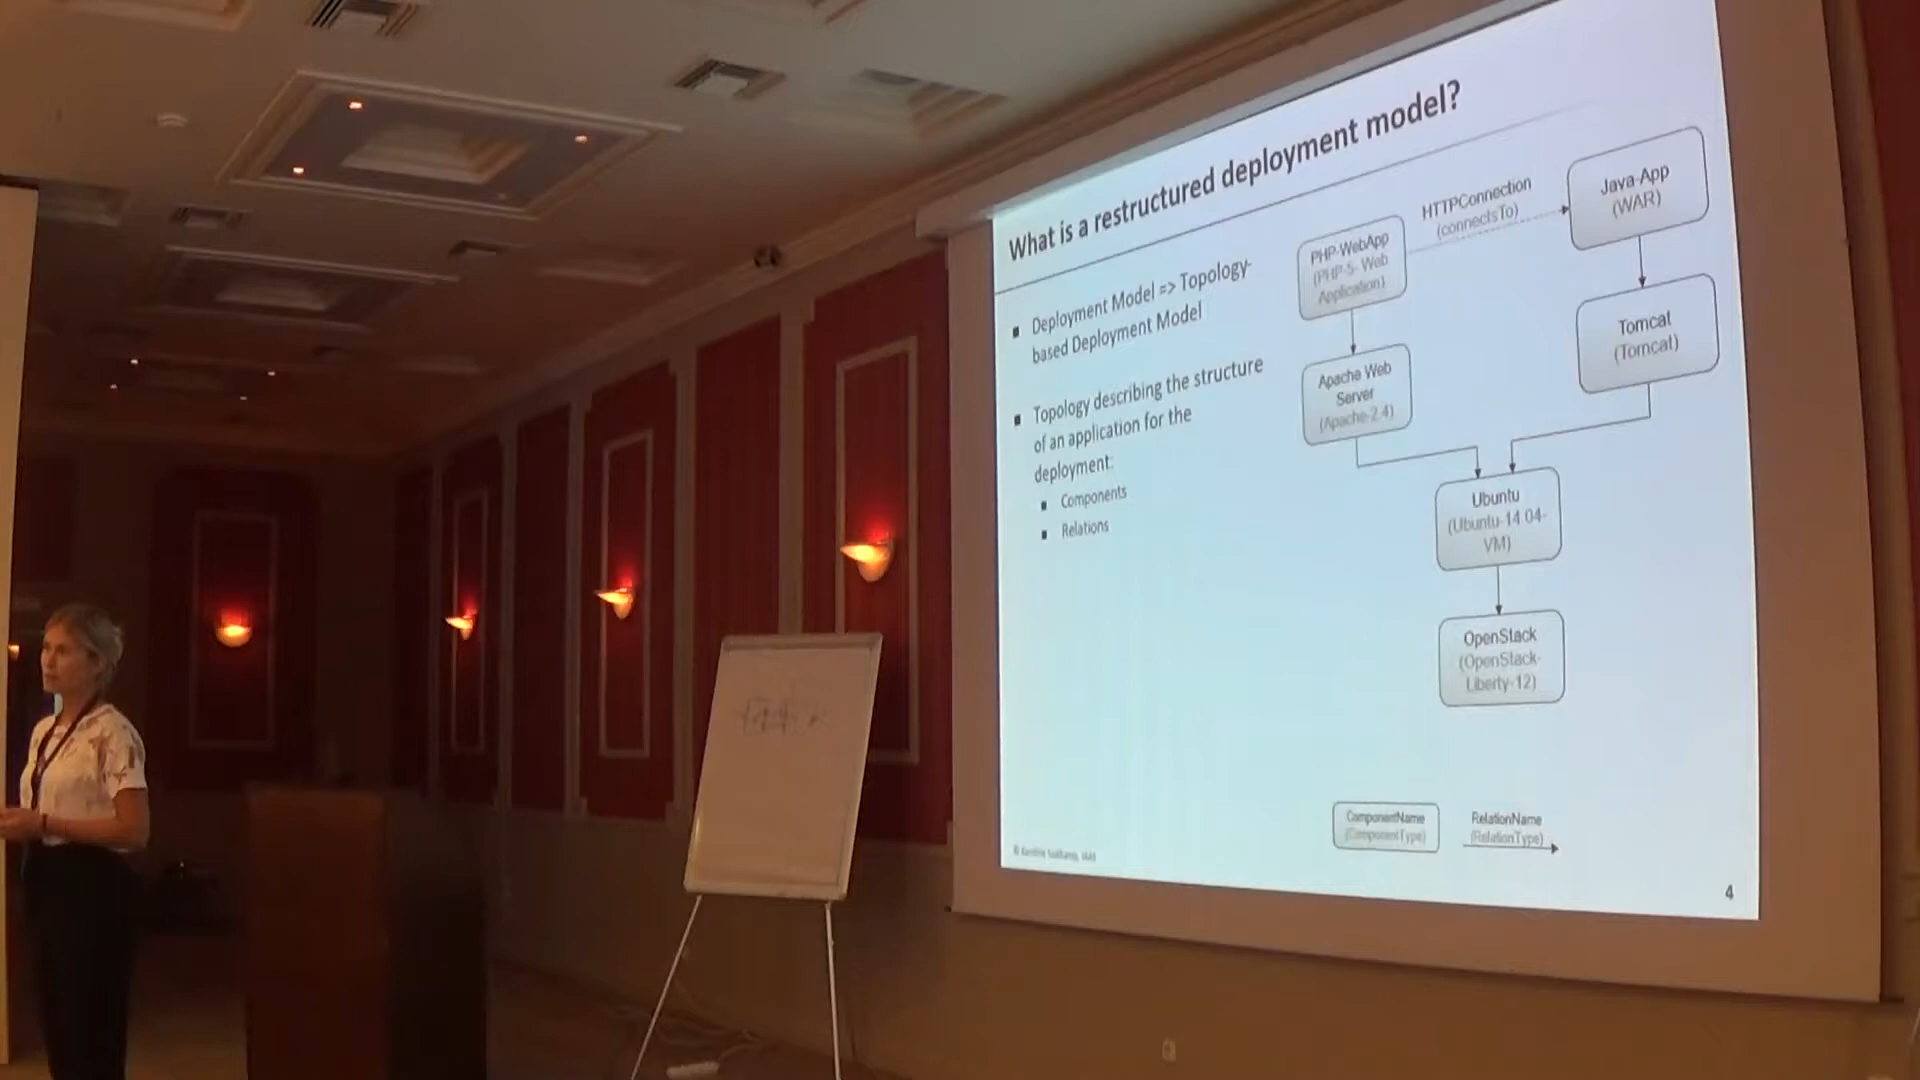 What is a restructured deployment model?
Deployment Model => Topology-
based Deployment Model
Topology describing the structure
of an application for the
deployment:
Components
Relations
PHP-WebApp
(PHP-5- Web
Application)
HTTPConnection
(connectsTo)
Java-App
(WAR)
Apache Web
Server
(Apache-2.4)
Tomcat
(Tomcat)
Ubuntu
(Ubuntu-14.04-
VM)
OpenStack
(OpenStack-
Liberty-12)
ComponentName
(ComponentType)
RelationName
(RelationType)
4